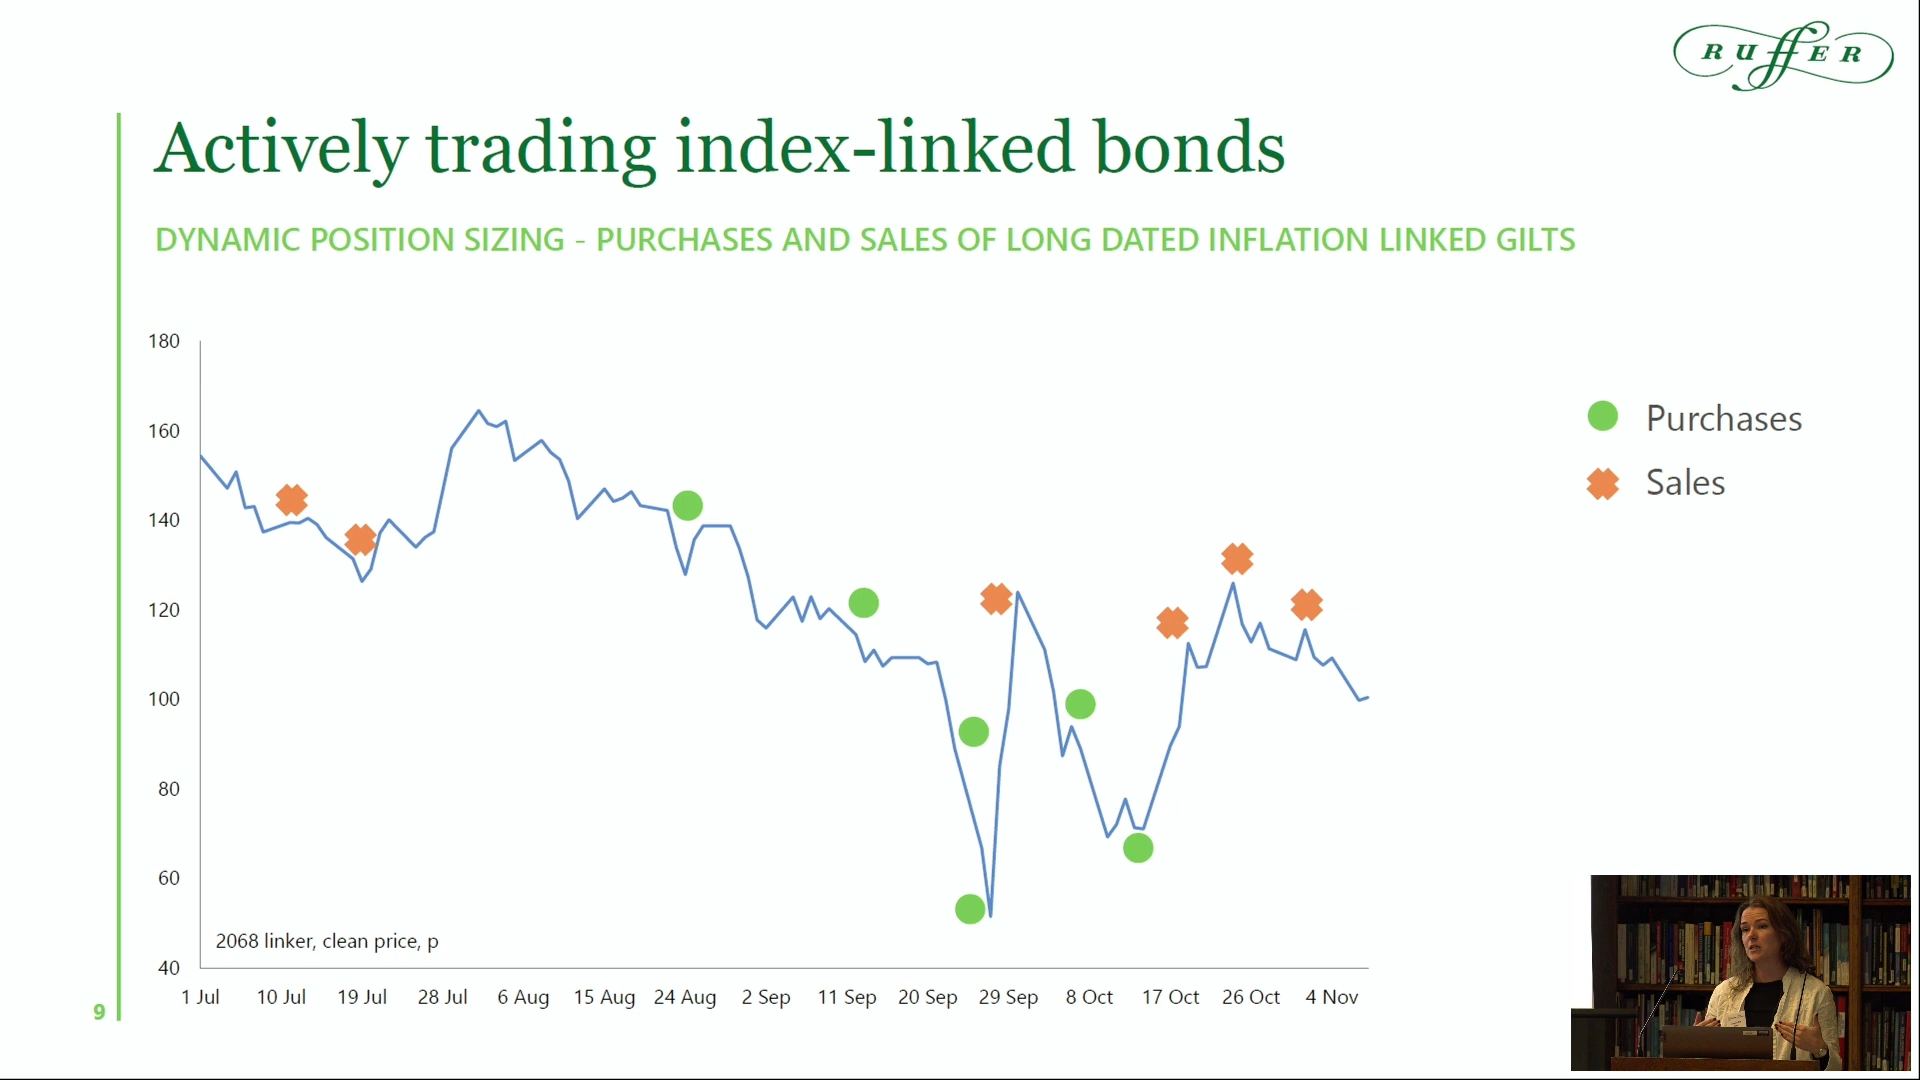 RUFFER
Actively trading index-linked bonds
DYNAMIC POSITION SIZING - PURCHASES AND SALES OF LONG DATED INFLATION LINKED GILTS
180
160
140
120
100
80
60
40
2068 linker, clean price, p
1 Jul 10 Jul 19 Jul 28 Jul 6 Aug 15 Aug 24 Aug 2 Sep 11 Sep 20 Sep 29 Sep 8 Oct 17 Oct 26 Oct 4 Nov
Purchases
Sales
9